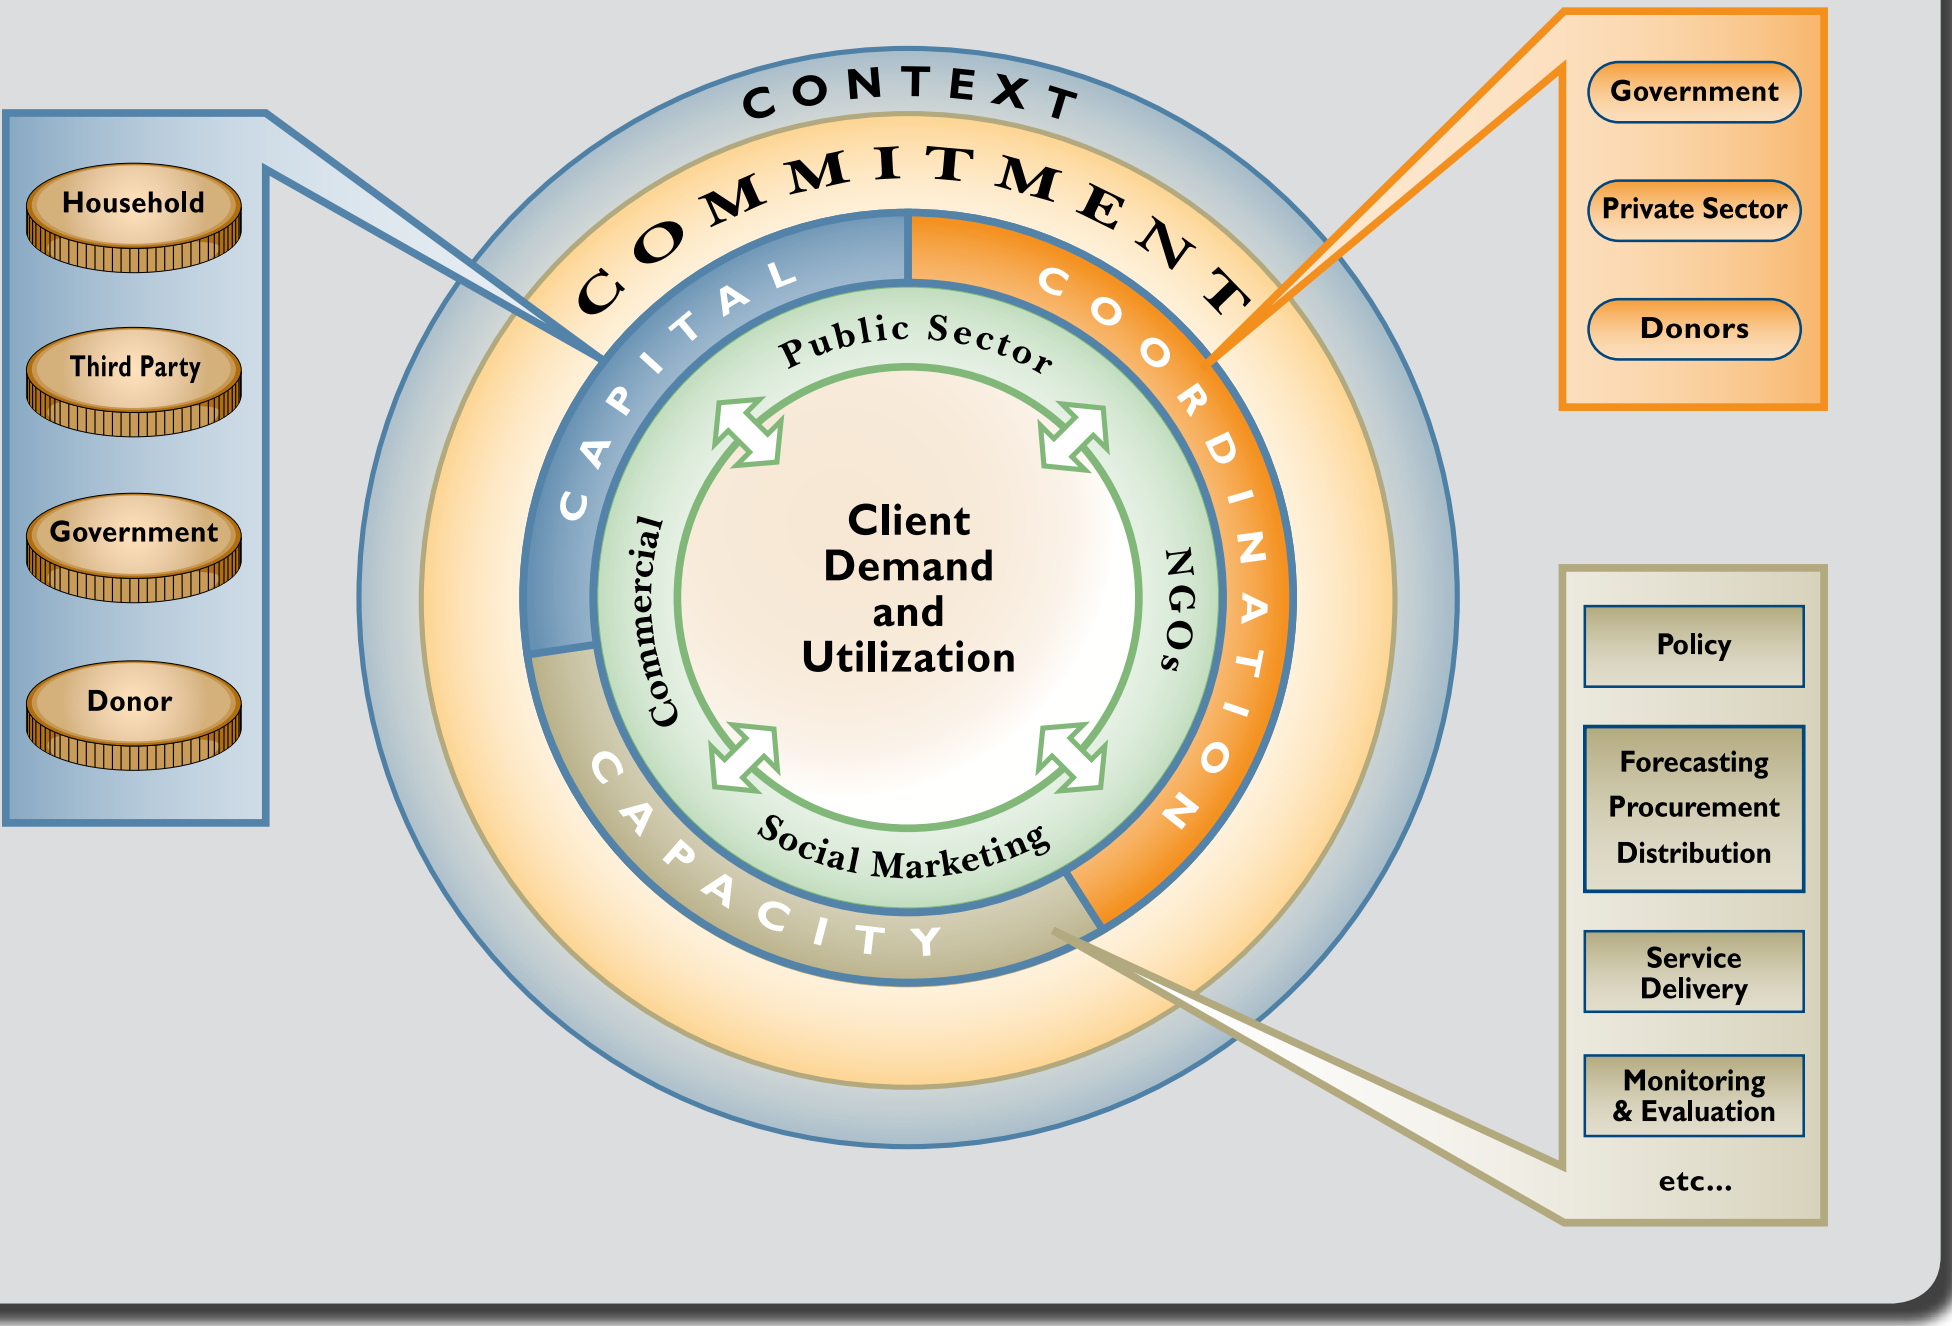 CONTEXT
COMMITMENT
CAPITAL
COORDINATION
CAPACITY
Public Sector
NGOs
Social Marketing
Commercial
Client
Demand
and
Utilization
Household
Third Party
Government
Donor
Government
Private Sector
Donors
Policy
Forecasting
Procurement
Distribution
Service
Delivery
Monitoring
& Evaluation
etc...